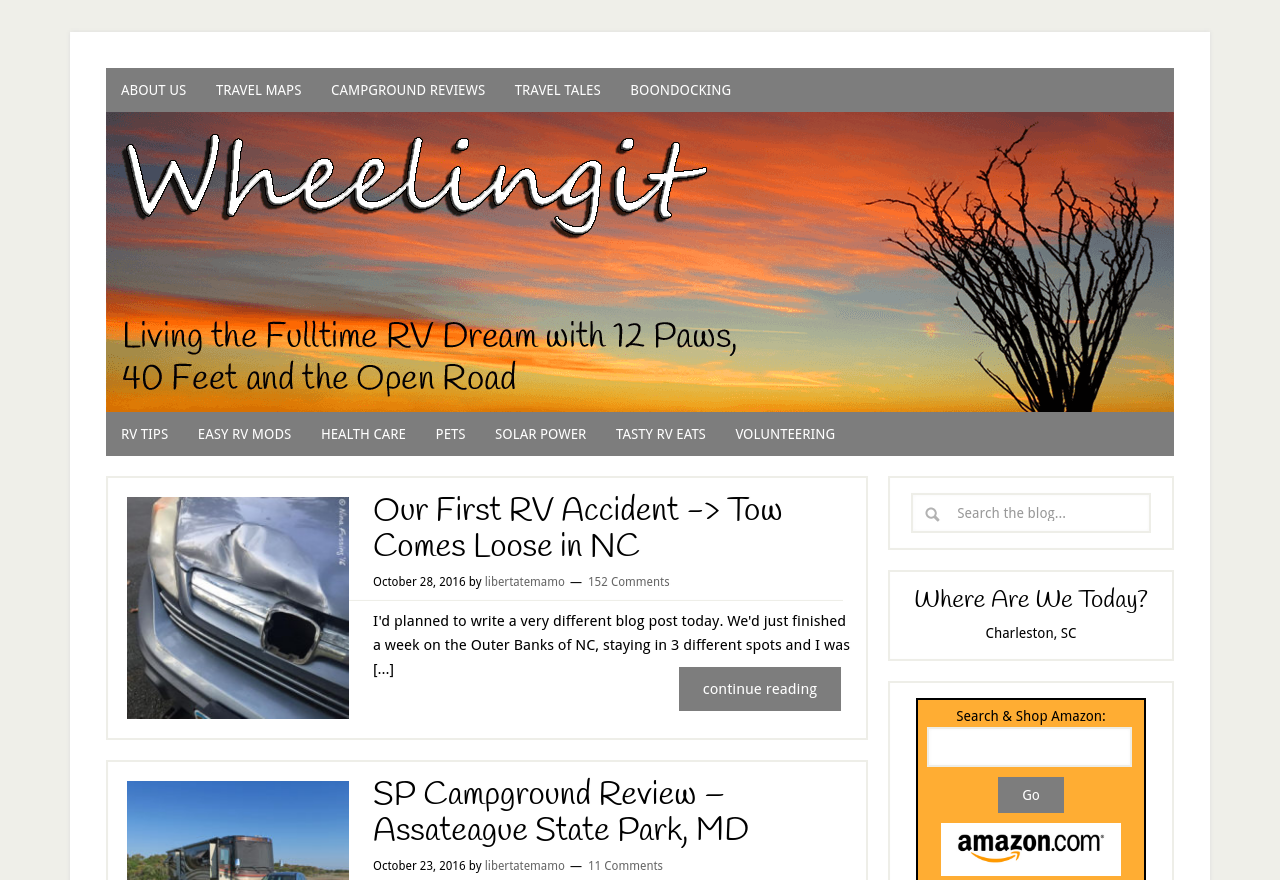 ABOUT US TRAVEL MAPS CAMPGROUND REVIEWS TRAVEL TALES BOONDOCKING
Wheelingit
Living the Fulltime RV Dream with 12 Paws,
40 Feet and the Open Road
RV TIPS EASY RV MODS HEALTH CARE PETS SOLAR POWER TASTY RV EATS VOLUNTEERING
Our First RV Accident -> Tow
Comes Loose in NC
October 28, 2016 by libertatemamo — 152 Comments
I'd planned to write a very different blog post today. We'd just finished
a week on the Outer Banks of NC, staying in 3 different spots and I was
[...]
continue reading
SP Campground Review –
Assateague State Park, MD
October 23, 2016 by libertatemamo — 11 Comments
Search the blog...
Where Are We Today?
Charleston, SC
Search & Shop Amazon:
Go
amazon.com